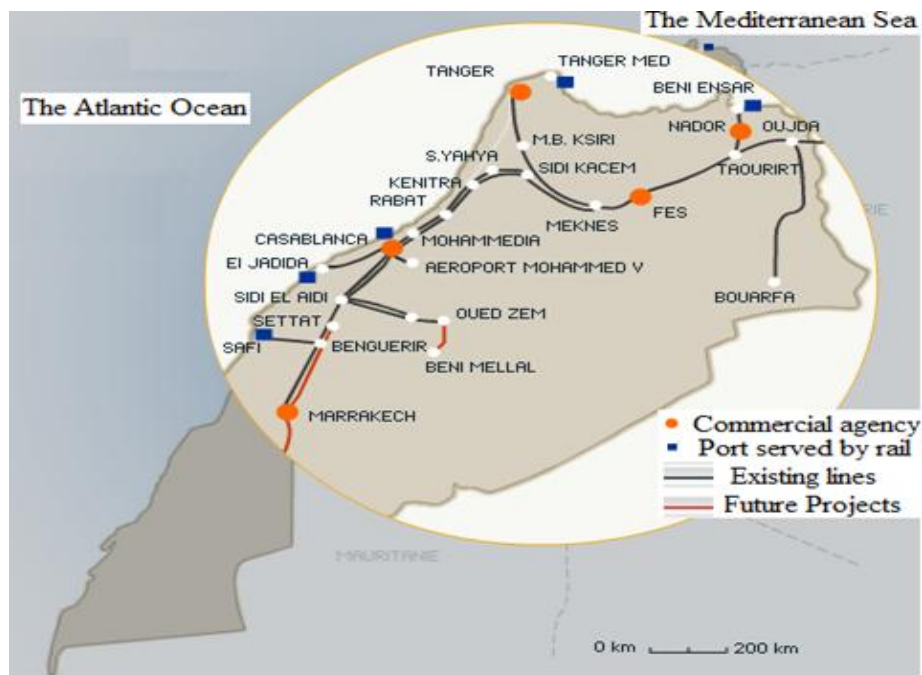 The Mediterranean Sea
The Atlantic Ocean
TANGER
TANGER MED
BENI ENSAR
NADOR
OUJDA
M.B. KSIRI
S.YAHYA
SIDI KACEM
TAOURIRT
KENITRA
RABAT
MEKNES
FES
CASABLANCA
MOHAMMEDIA
El JADIDA
AEROPORT MOHAMMED V
BOUARFA
SIDI EL AIDI
SETTAT
OUED ZEM
SAFI
BENGUERIR
BENI MELLAL
MARRAKECH
Commercial agency
Port served by rail
Existing lines
Future Projects
MAURITANIE
0 km
200 km